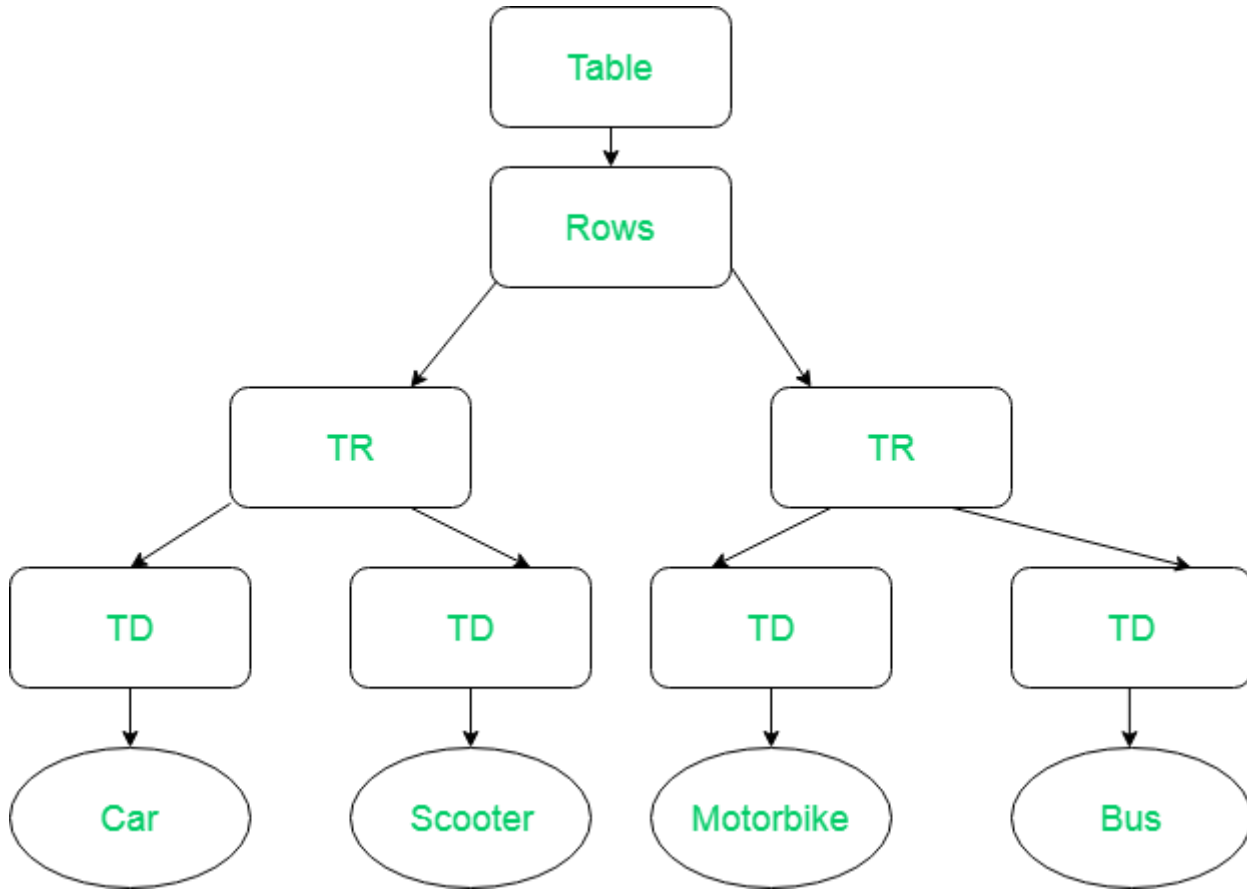 Table
Rows
TR
TR
TD
TD
TD
TD
Car
Scooter
Motorbike
Bus